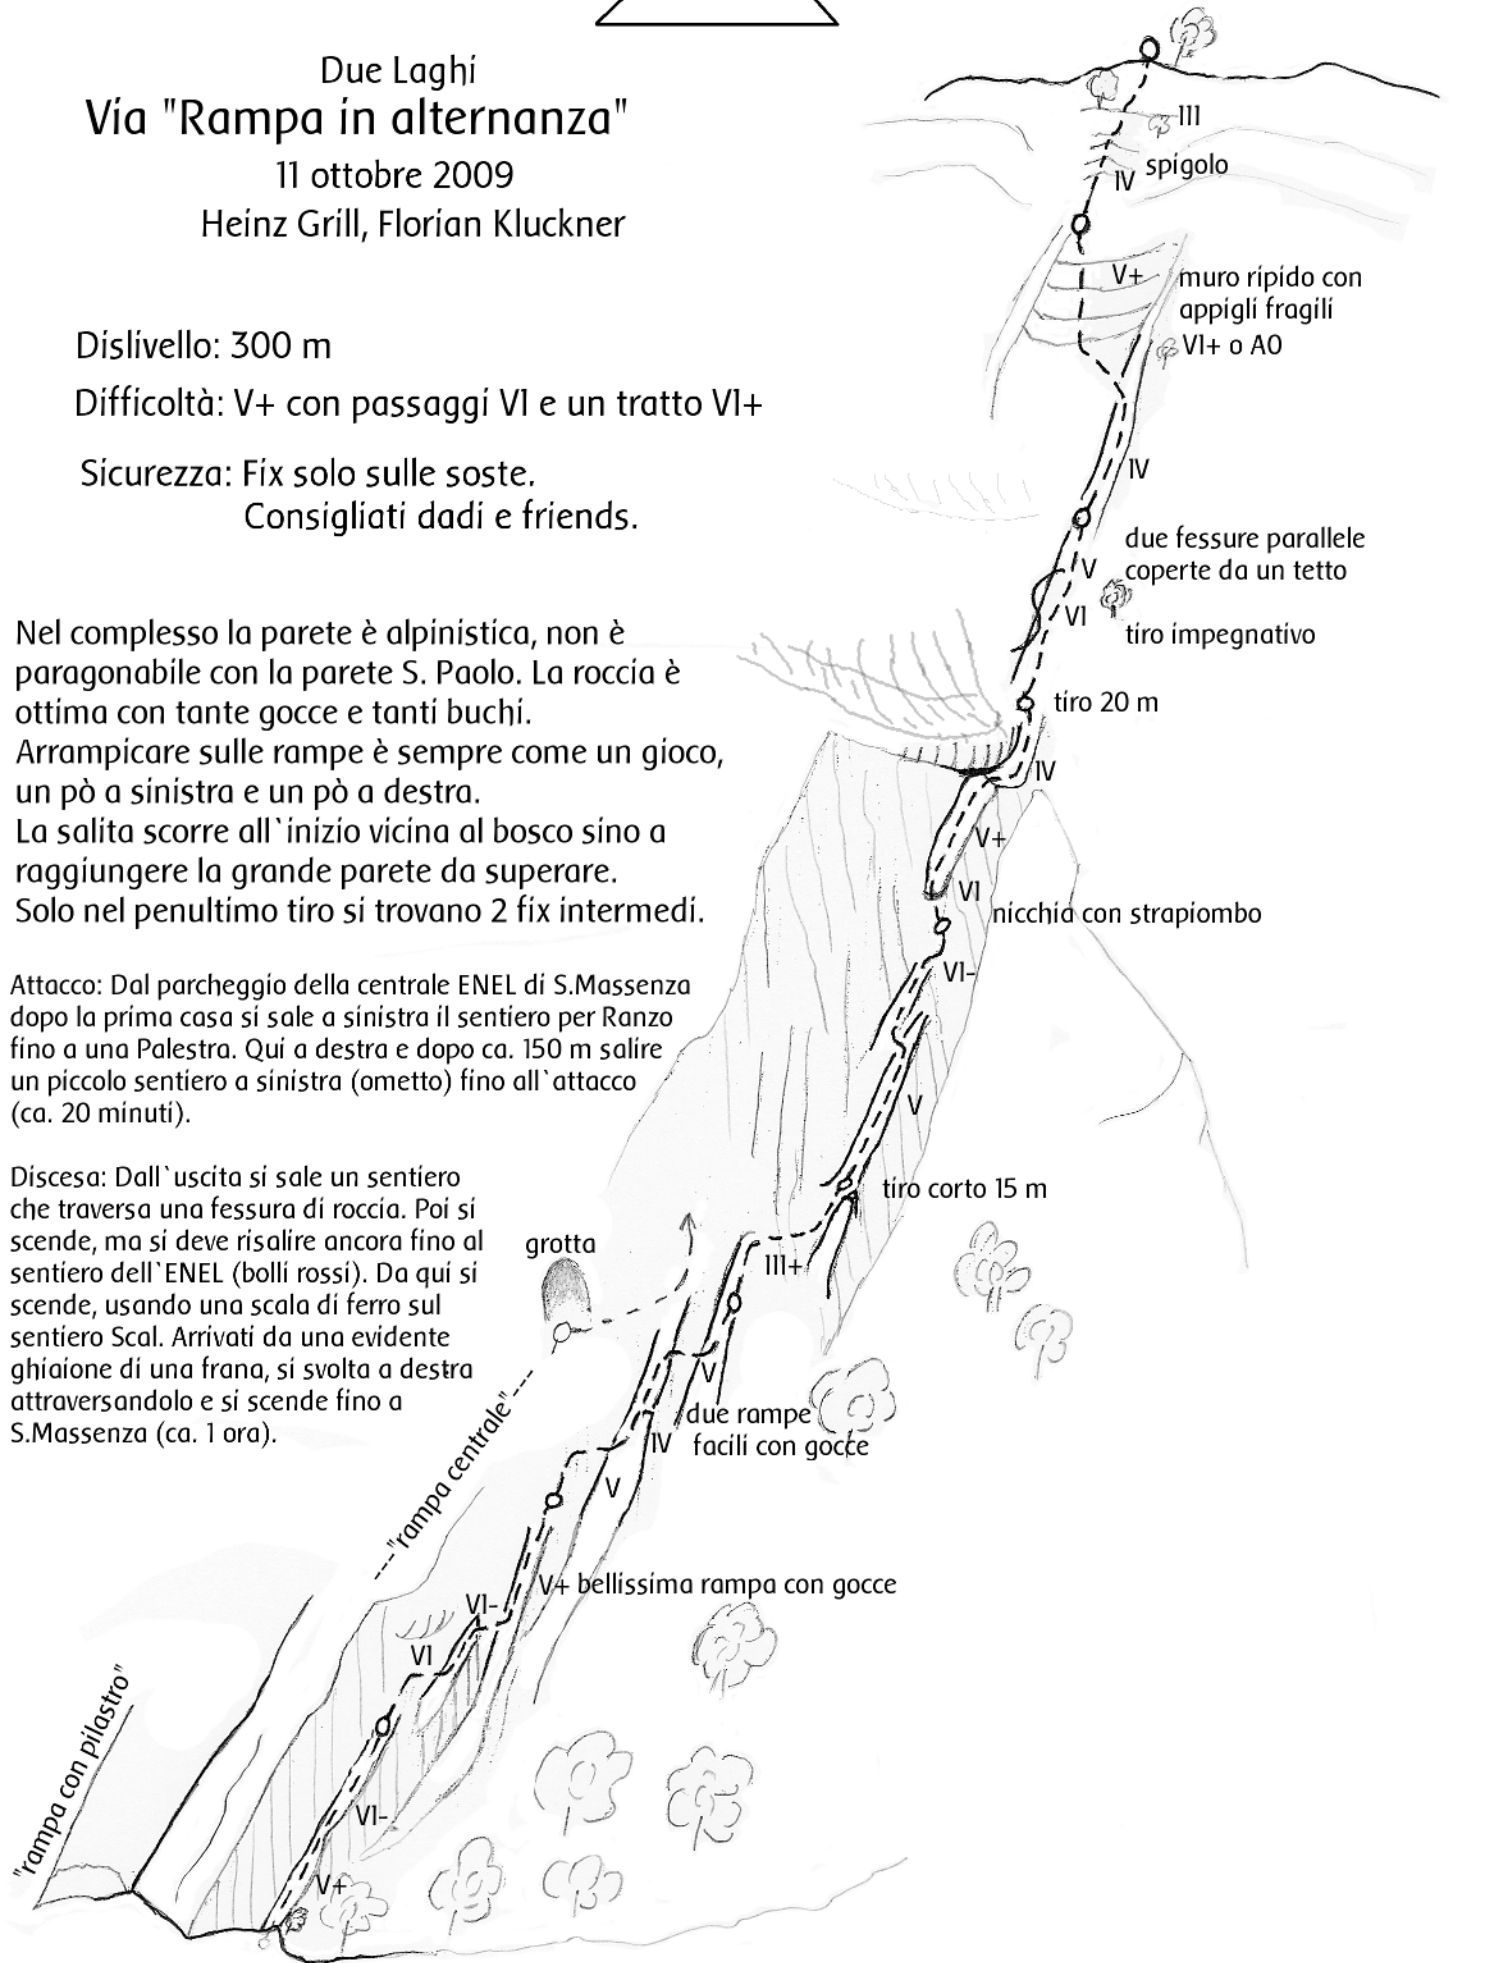 Due Laghi
Via "Rampa in alternanza"
11 ottobre 2009
Heinz Grill, Florian Kluckner
Dislivello: 300 m
Difficoltà: V+ con passaggi VI e un tratto VI+
Sicurezza: Fix solo sulle soste.
Consigliati dadi e friends.
Nel complesso la parete è alpinistica, non è
paragonabile con la parete S. Paolo. La roccia è
ottima con tante gocce e tanti buchi.
Arrampicare sulle rampe è sempre come un gioco,
un pò a sinistra e un pò a destra.
La salita scorre all`inizio vicina al bosco sino a
raggiungere la grande parete da superare.
Solo nel penultimo tiro si trovano 2 fix intermedi.
Attacco: Dal parcheggio della centrale ENEL di S.Massenza
dopo la prima casa si sale a sinistra il sentiero per Ranzo
fino a una Palestra. Qui a destra e dopo ca. 150 m salire
un piccolo sentiero a sinistra (ometto) fino all`attacco
(ca. 20 minuti).
Discesa: Dall`uscita si sale un sentiero
che traversa una fessura di roccia. Poi si
scende, ma si deve risalire ancora fino al
sentiero dell`ENEL (bolli rossi). Da qui si
scende, usando una scala di ferro sul
sentiero Scal. Arrivati da una evidente
ghiaione di una frana, si svolta a destra
attraversandolo e si scende fino a
S.Massenza (ca. 1 ora).
III
IV spigolo
V+
muro ripido con
appigli fragili
VI+ o A0
IV
due fessure parallele
coperte da un tetto
V
VI
tiro impegnativo
tiro 20 m
IV
V+
VI
nicchia con strapiombo
VI-
V
tiro corto 15 m
grotta
III+
V
due rampe
facili con gocce
IV
"rampa centrale"
V
V+ bellissima rampa con gocce
VI-
VI
"rampa con pilastro"
VI-
V+